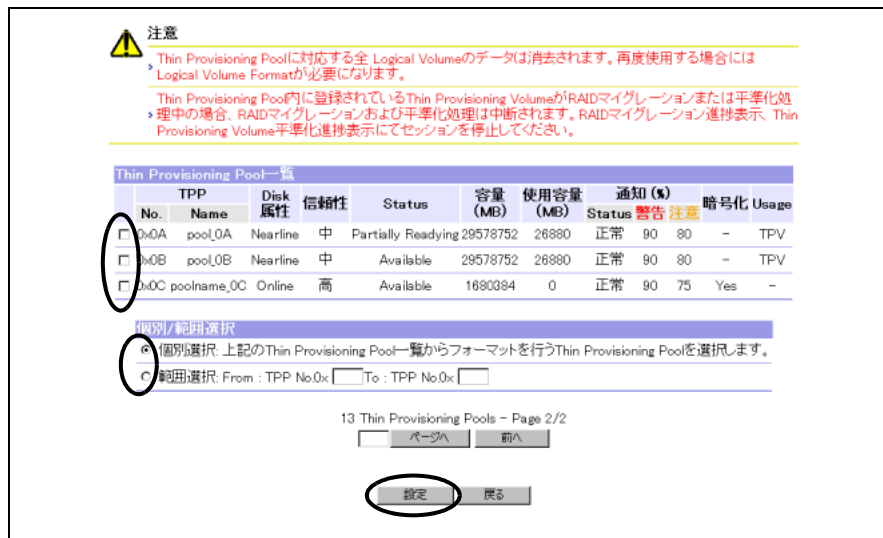 注意
Thin Provisioning Poolに対応する全 Logical Volumeのデータは消去されます。再度使用する場合には
Logical Volume Formatが必要になります。
Thin Provisioning Pool内に登録されているThin Provisioning VolumeがRAIDマイグレーションまたは平準化処
理中の場合、RAIDマイグレーションおよび平準化処理は中断されます。RAIDマイグレーション進捗表示、Thin
Provisioning Volume平準化進捗表示にてセッションを停止してください。
Thin Provisioning Pool一覧
TPP Disk属性 信頼性 Status 容量(MB) 使用容量(MB) 通知 (%) 暗号化 Usage
No. Name Status 警告 注意
0x0A pool_0A Nearline 中 Partially Readying 29578752 26880 正常 90 80 - TPV
0x0B pool_0B Nearline 中 Available 29578752 26880 正常 90 80 - TPV
0x0C poolname_0C Online 高 Available 1680384 0 正常 90 75 Yes -
個別/範囲選択
個別選択: 上記のThin Provisioning Pool一覧からフォーマットを行うThin Provisioning Poolを選択します。
範囲選択: From : TPP No.0x To : TPP No.0x
13 Thin Provisioning Pools - Page 2/2
ページへ 前へ
設定 戻る